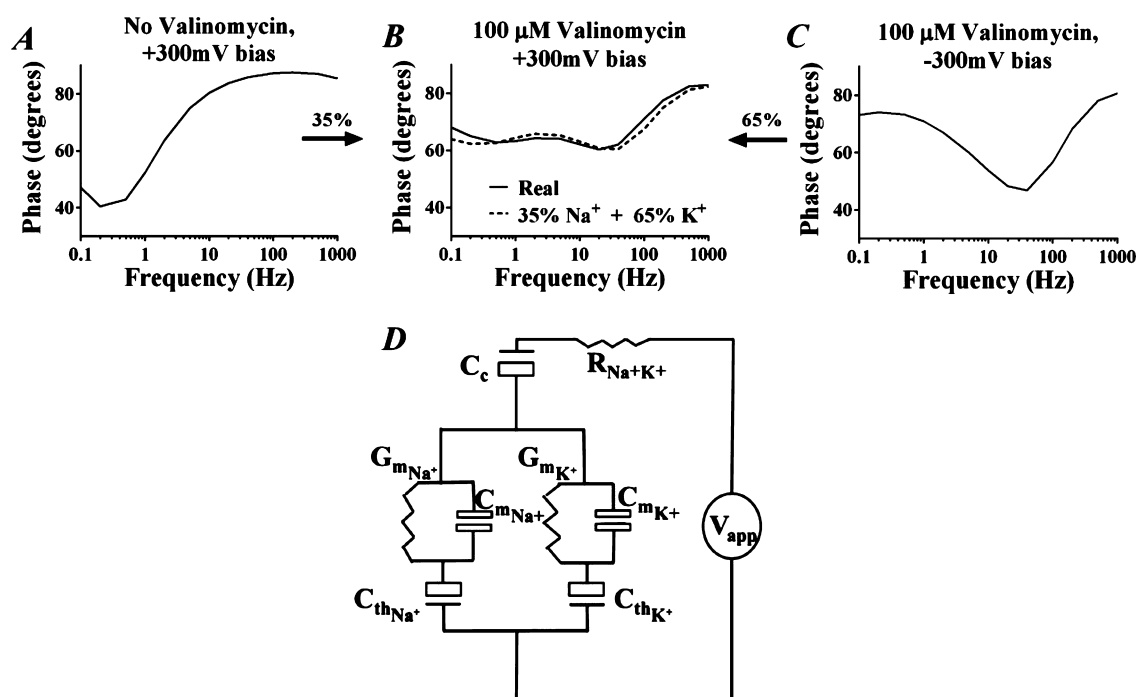 A
No Valinomycin,
+300mV bias
Phase (degrees)
80
60
40
0.1 1 10 100 1000
Frequency (Hz)
35%
B
100 μM Valinomycin
+300mV bias
Phase (degrees)
80
60
40
Real
35% Na⁺ + 65% K⁺
0.1 1 10 100 1000
Frequency (Hz)
65%
C
100 μM Valinomycin,
-300mV bias
Phase (degrees)
80
60
40
0.1 1 10 100 1000
Frequency (Hz)
D
Cc
RNa+K+
GmNa⁺
CmNa+
GmK⁺
CmK+
Vapp
CthNa⁺
CthK⁺